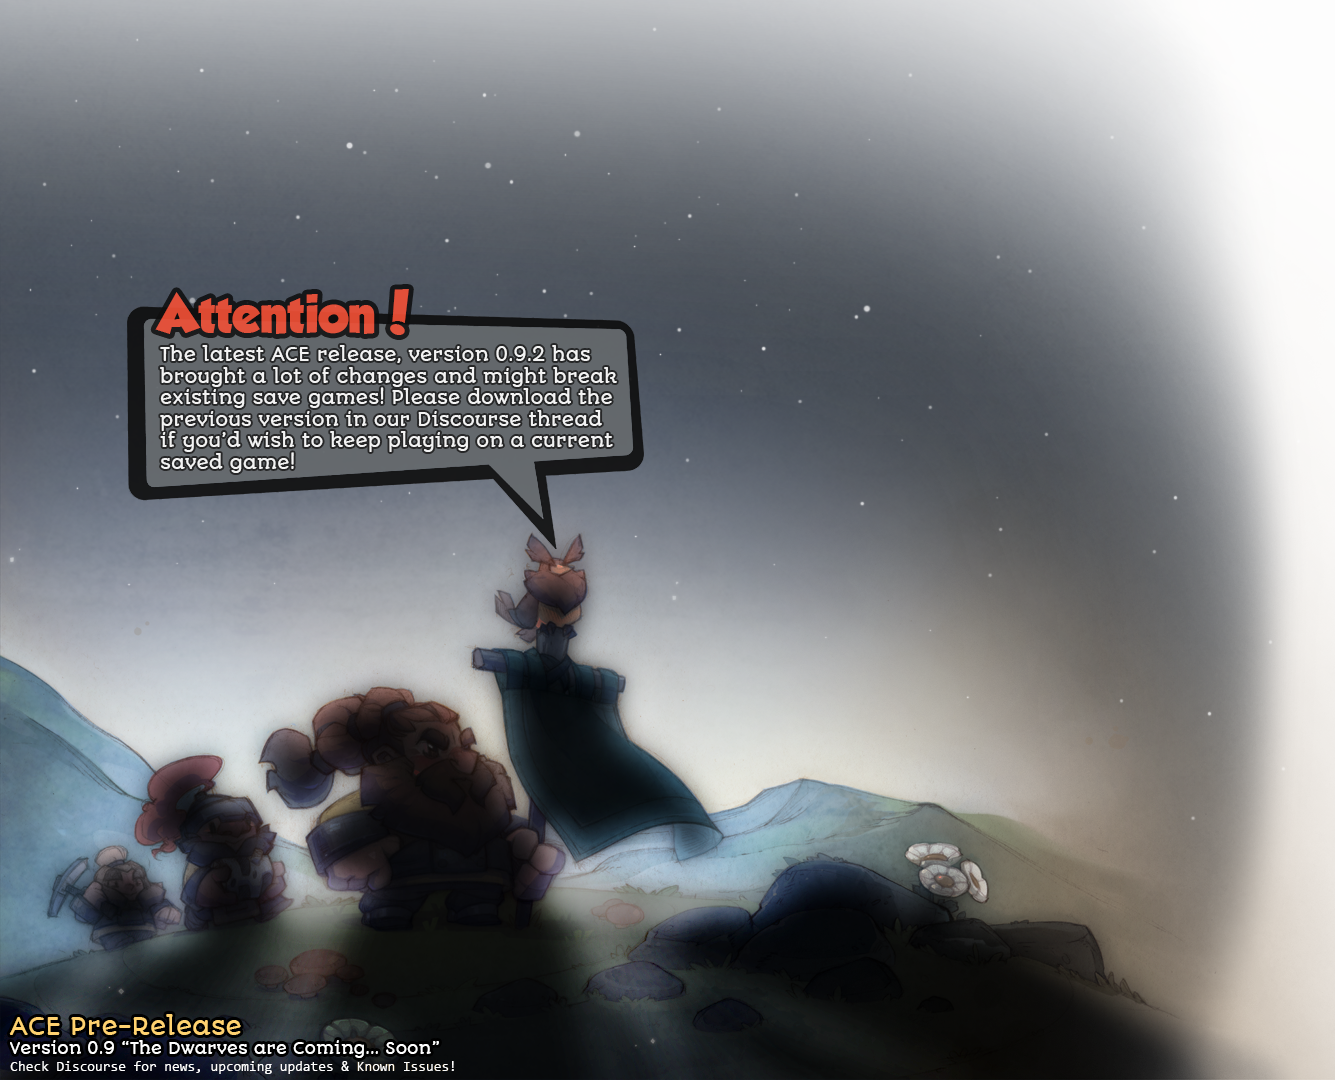 Attention!
The latest ACE release, version 0.9.2 has
brought a lot of changes and might break
existing save games! Please download the
previous version in our Discourse thread
if you'd wish to keep playing on a current
saved game!
ACE Pre-Release
Version 0.9 “The Dwarves are Coming... Soon”
Check Discourse for news, upcoming updates & Known Issues!